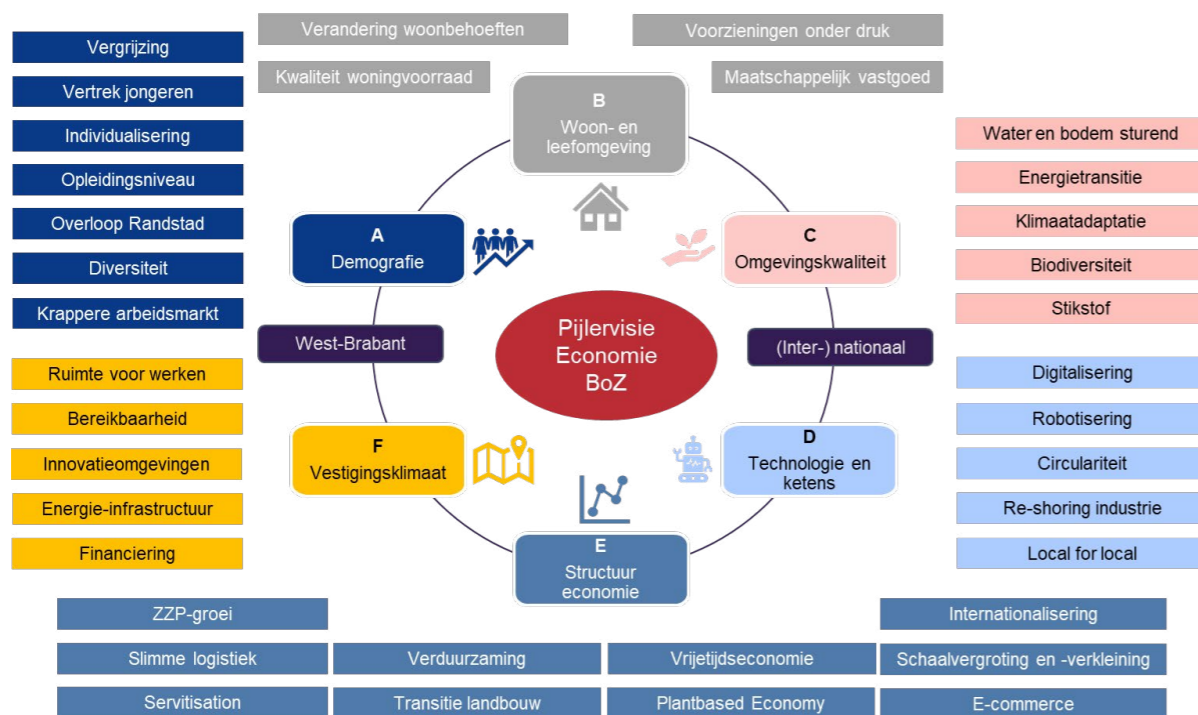 Verandering woonbehoeften
Voorzieningen onder druk
Kwaliteit woningvoorraad
Maatschappelijk vastgoed
Vergrijzing
Vertrek jongeren
Individualisering
Opleidingsniveau
Overloop Randstad
Diversiteit
Krappere arbeidsmarkt
B
Woon- en
leefomgeving
Water en bodem sturend
Energietransitie
Klimaatadaptatie
Biodiversiteit
Stikstof
A
Demografie
C
Omgevingskwaliteit
West-Brabant
Pijlervisie
Economie
BoZ
(Inter-) nationaal
Ruimte voor werken
Bereikbaarheid
Innovatieomgevingen
Energie-infrastructuur
Financiering
F
Vestigingsklimaat
D
Technologie en
ketens
Digitalisering
Robotisering
Circulariteit
Re-shoring industrie
Local for local
E
Structuur
economie
ZZP-groei
Internationalisering
Slimme logistiek
Verduurzaming
Vrijetijdseconomie
Schaalvergroting en -verkleining
Servitisation
Transitie landbouw
Plantbased Economy
E-commerce